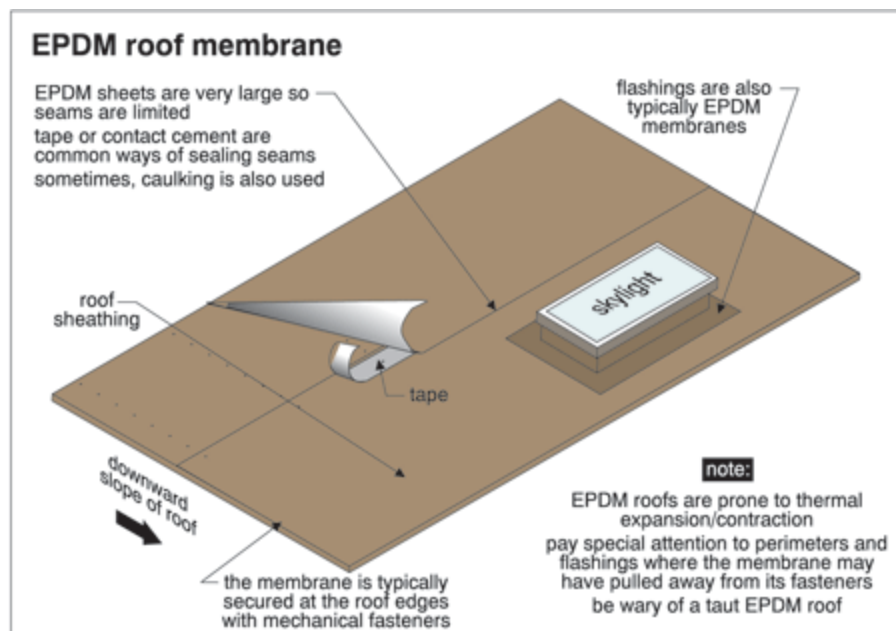 EPDM roof membrane
EPDM sheets are very large so
seams are limited
tape or contact cement are
common ways of sealing seams
sometimes, caulking is also used
flashings are also
typically EPDM
membranes
roof
sheathing
skylight
tape
downward
slope of roof
the membrane is typically
secured at the roof edges
with mechanical fasteners
note:
EPDM roofs are prone to thermal
expansion/contraction
pay special attention to perimeters and
flashings where the membrane may
have pulled away from its fasteners
be wary of a taut EPDM roof